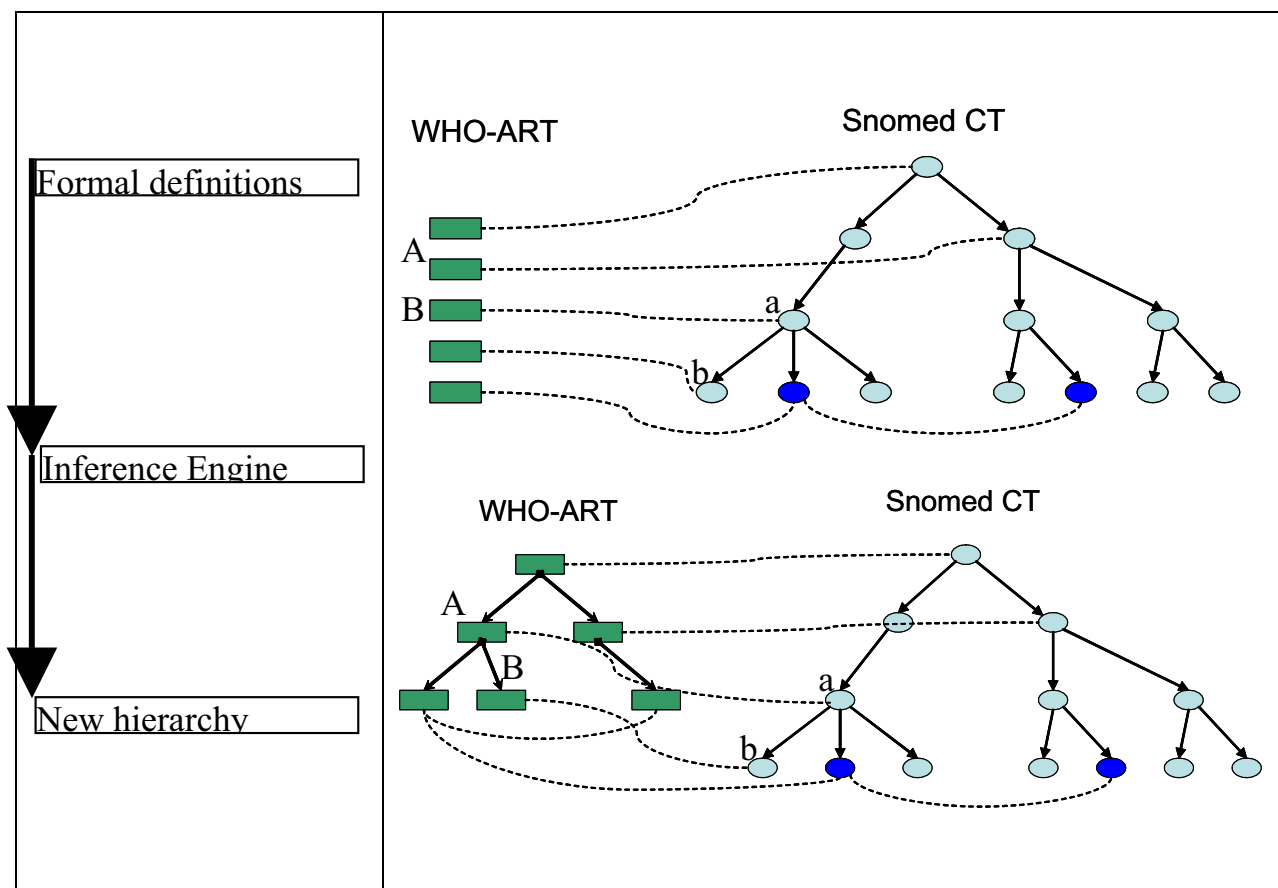 Formal definitions
Inference Engine
New hierarchy
WHO-ART
Snomed CT
A
B
a
b
WHO-ART
Snomed CT
A
B
a
b